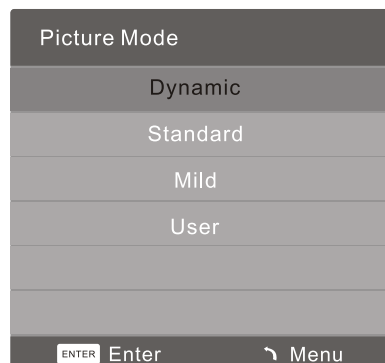 Picture Mode
Dynamic
Standard
Mild
User
ENTER Enter Menu